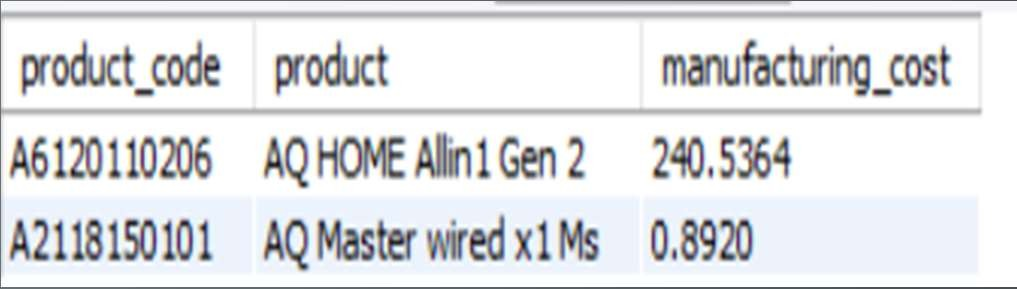 product_code product manufacturing_cost
A6120110206 AQ HOME Allin1 Gen 2 240.5364
A2118150101 AQ Master wired x1 Ms 0.8920